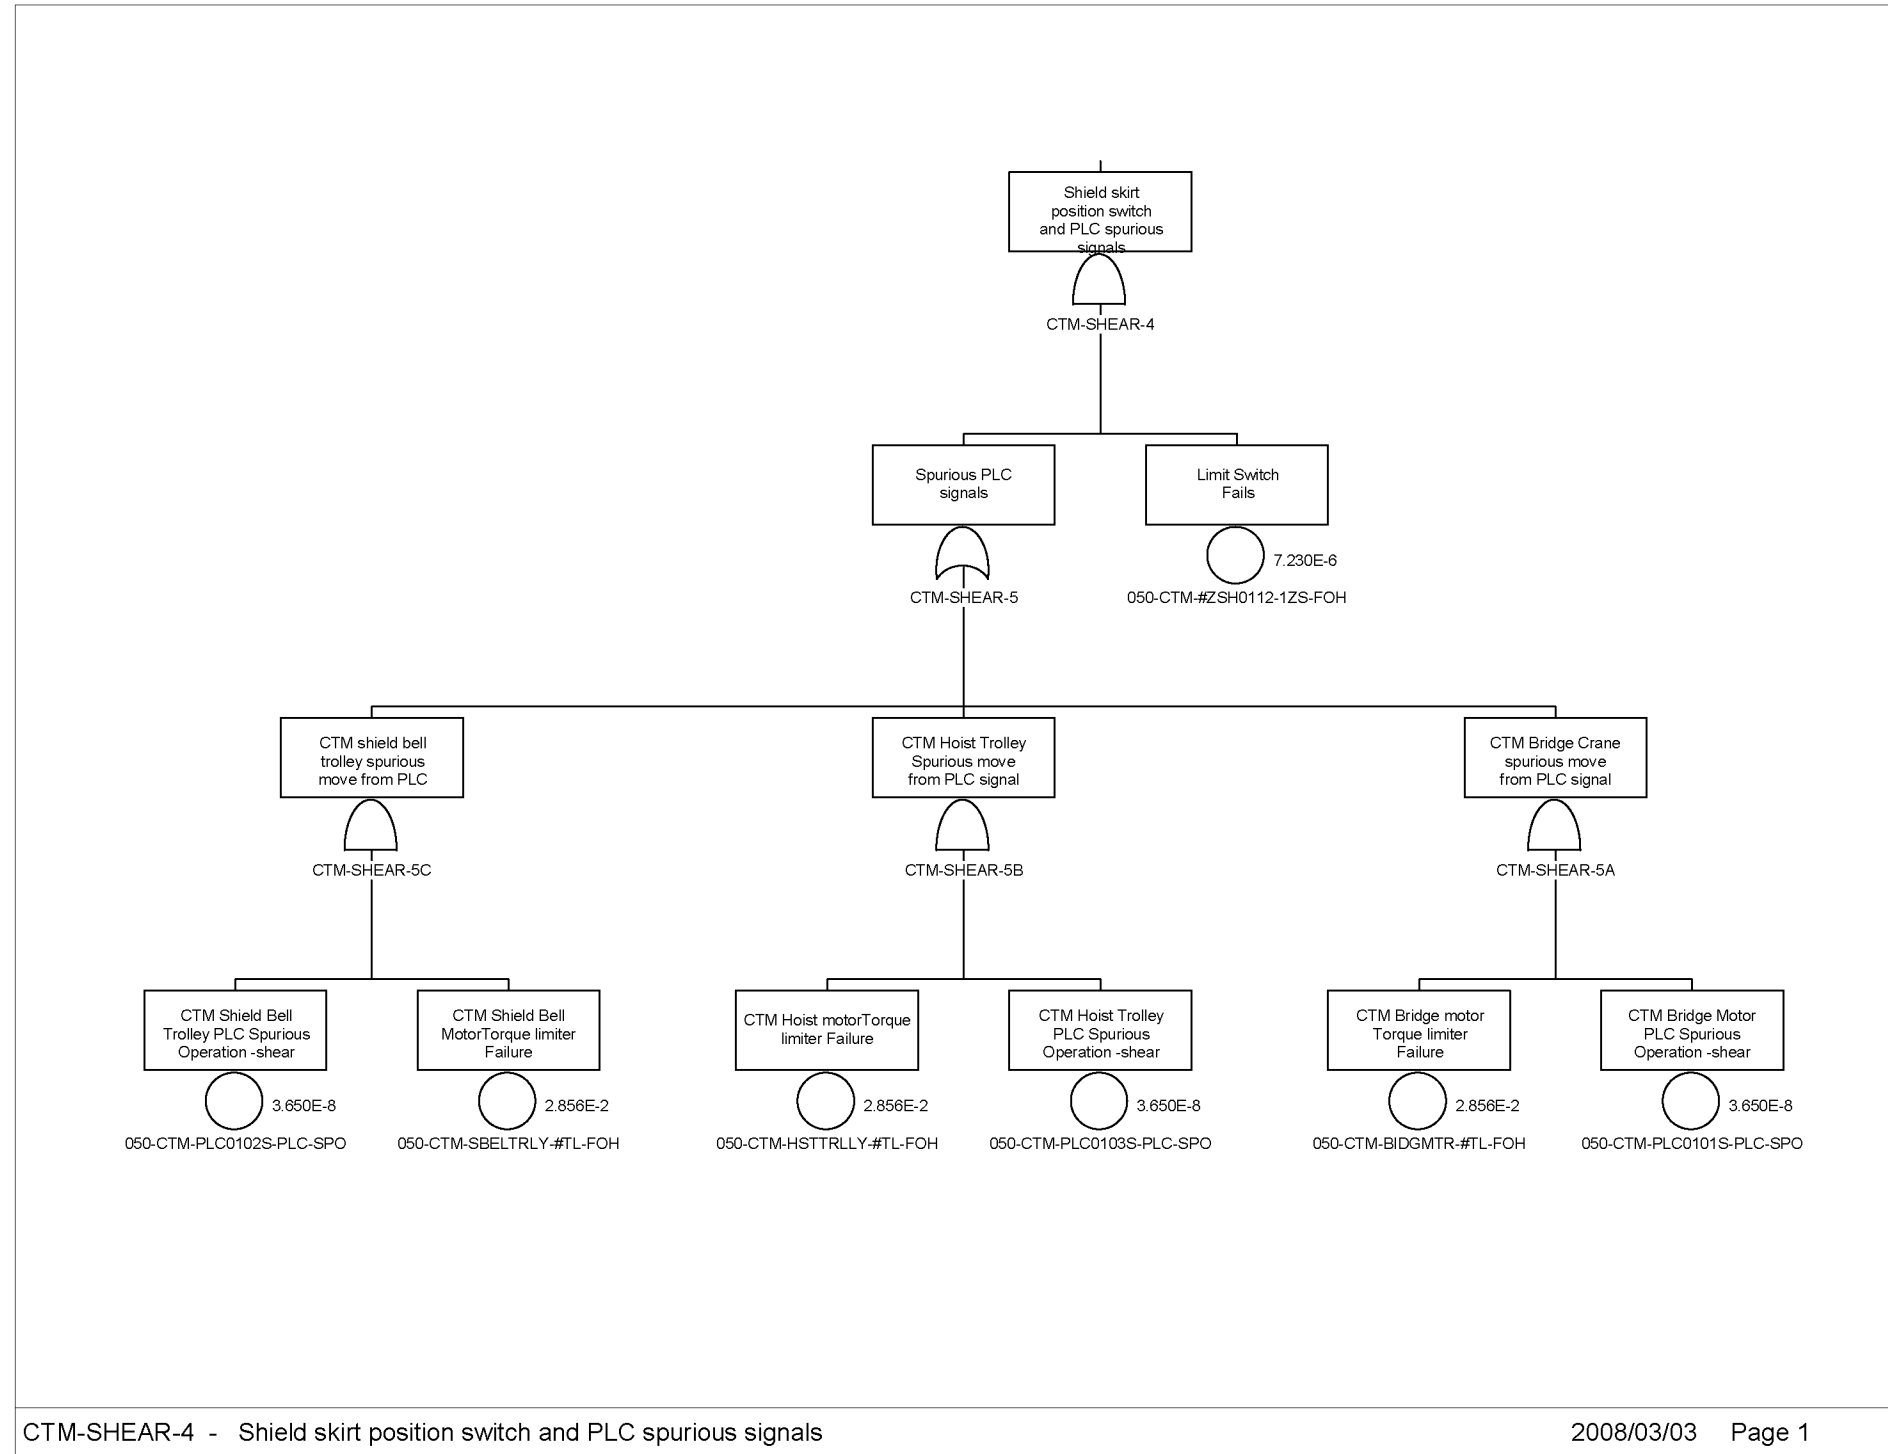 Shield skirt
position switch
and PLC spurious
signals
CTM-SHEAR-4
Spurious PLC
signals
CTM-SHEAR-5
Limit Switch
Fails
7.230E-6
050-CTM-#ZSH0112-1ZS-FOH
CTM shield bell
trolley spurious
move from PLC
CTM-SHEAR-5C
CTM Hoist Trolley
Spurious move
from PLC signal
CTM-SHEAR-5B
CTM Bridge Crane
spurious move
from PLC signal
CTM-SHEAR-5A
CTM Shield Bell
Trolley PLC Spurious
Operation -shear
3.650E-8
050-CTM-PLC0102S-PLC-SPO
CTM Shield Bell
MotorTorque limiter
Failure
2.856E-2
050-CTM-SBELTRLY-#TL-FOH
CTM Hoist motorTorque
limiter Failure
2.856E-2
050-CTM-HSTTRLLY-#TL-FOH
CTM Hoist Trolley
PLC Spurious
Operation -shear
3.650E-8
050-CTM-PLC0103S-PLC-SPO
CTM Bridge motor
Torque limiter
Failure
2.856E-2
050-CTM-BIDGMTR-#TL-FOH
CTM Bridge Motor
PLC Spurious
Operation -shear
3.650E-8
050-CTM-PLC0101S-PLC-SPO
CTM-SHEAR-4 - Shield skirt position switch and PLC spurious signals
2008/03/03 Page 1